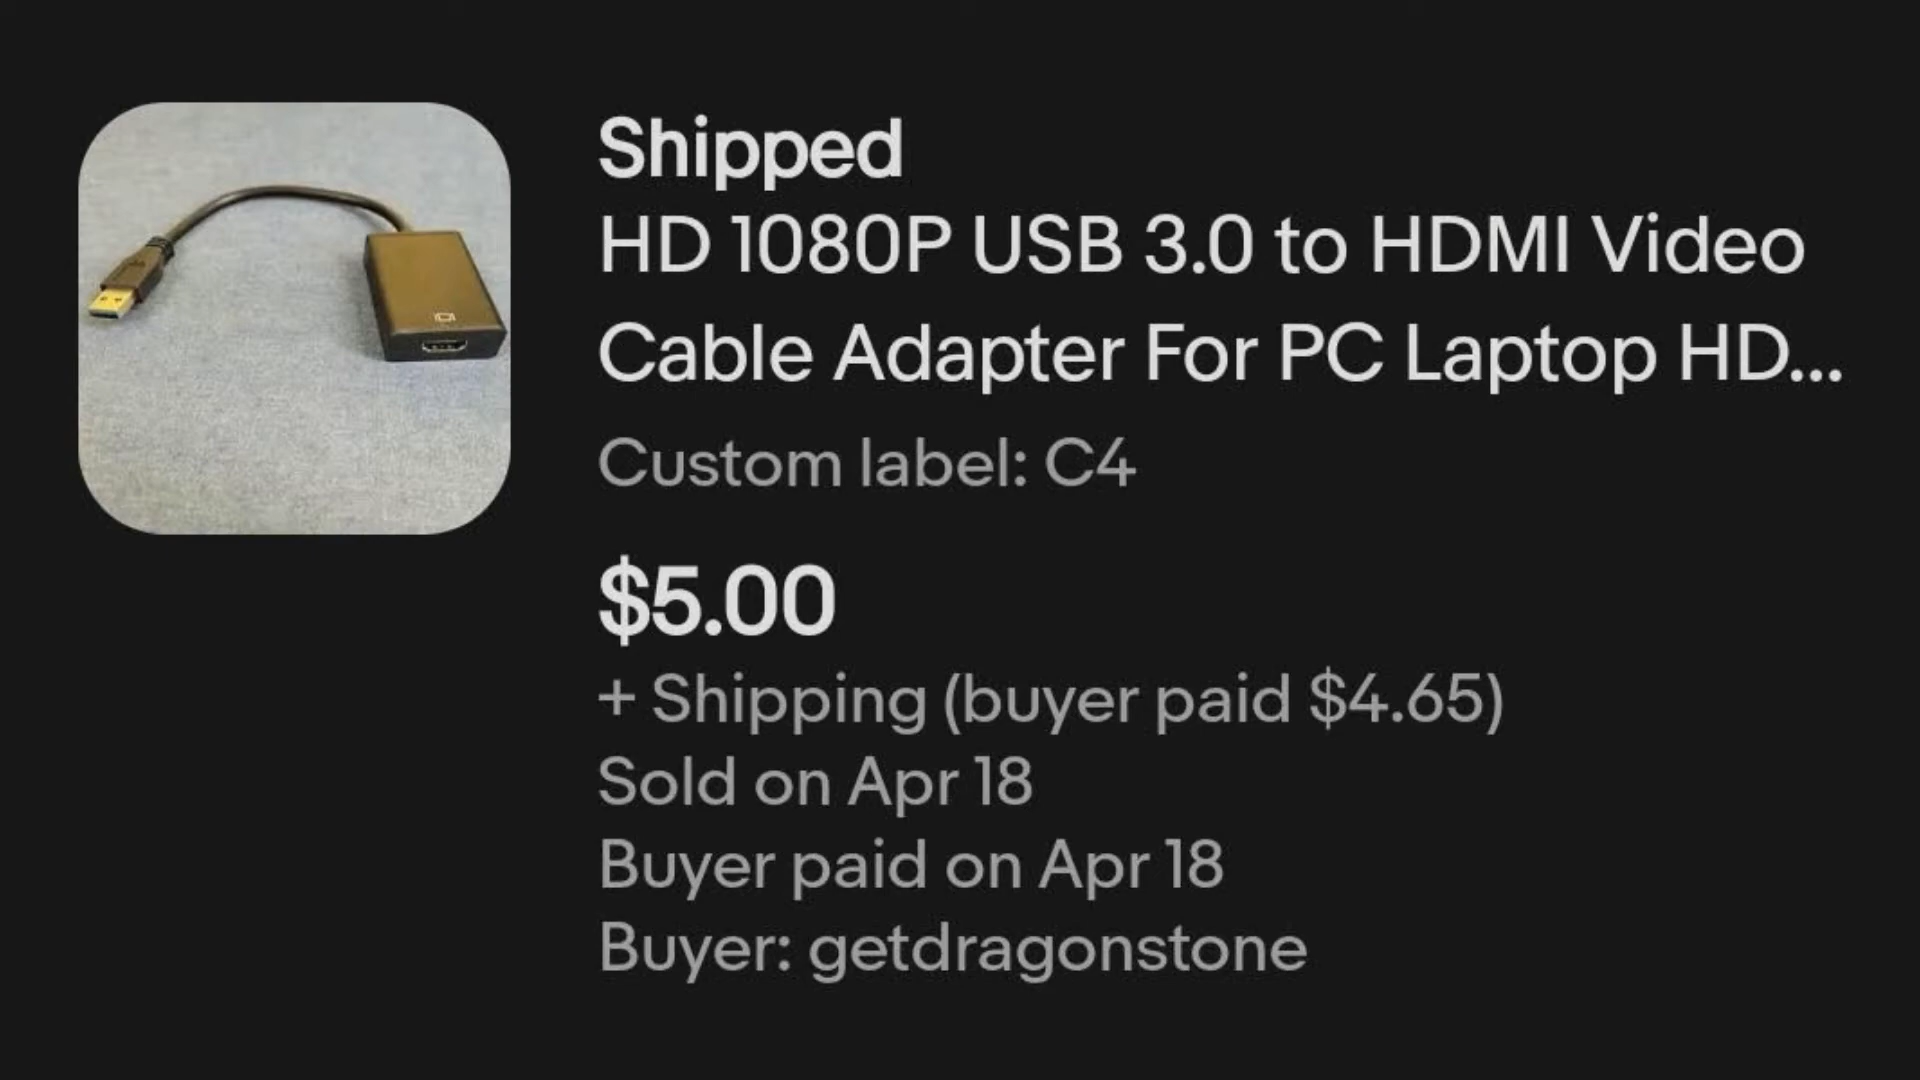 Shipped
HD 1080P USB 3.0 to HDMI Video
Cable Adapter For PC Laptop HD...
Custom label: C4
$5.00
+ Shipping (buyer paid $4.65)
Sold on Apr 18
Buyer paid on Apr 18
Buyer: getdragonstone